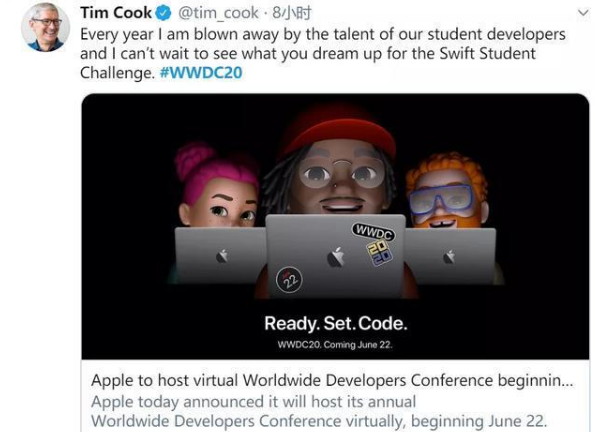 Tim Cook @tim_cook · 8小时
Every year I am blown away by the talent of our student developers
and I can't wait to see what you dream up for the Swift Student
Challenge. #WWDC20
WWDC
20
20
22
Ready. Set. Code.
WWDC20. Coming June 22.
Apple to host virtual Worldwide Developers Conference beginnin...
Apple today announced it will host its annual
Worldwide Developers Conference virtually, beginning June 22.